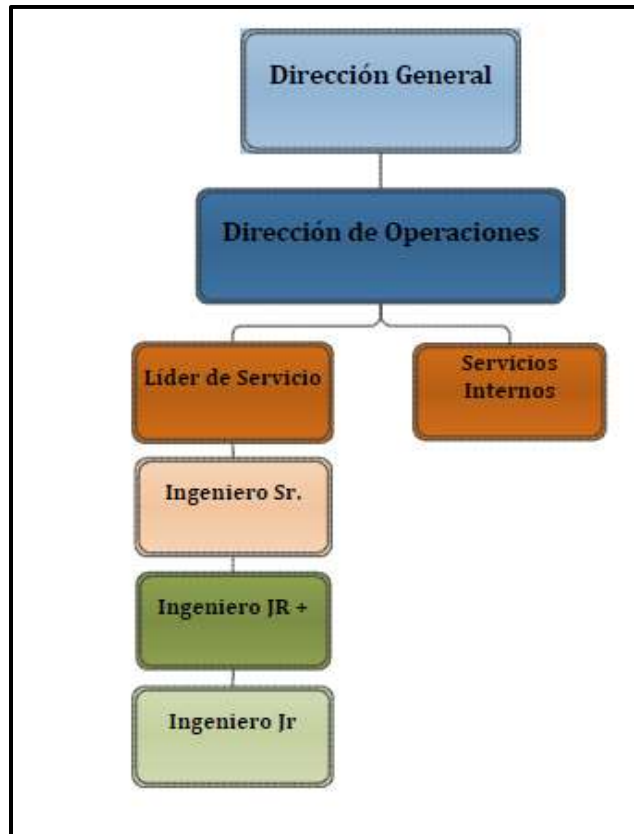 Dirección General
Dirección de Operaciones
Líder de Servicio
Servicios
Internos
Ingeniero Sr.
Ingeniero JR +
Ingeniero Jr